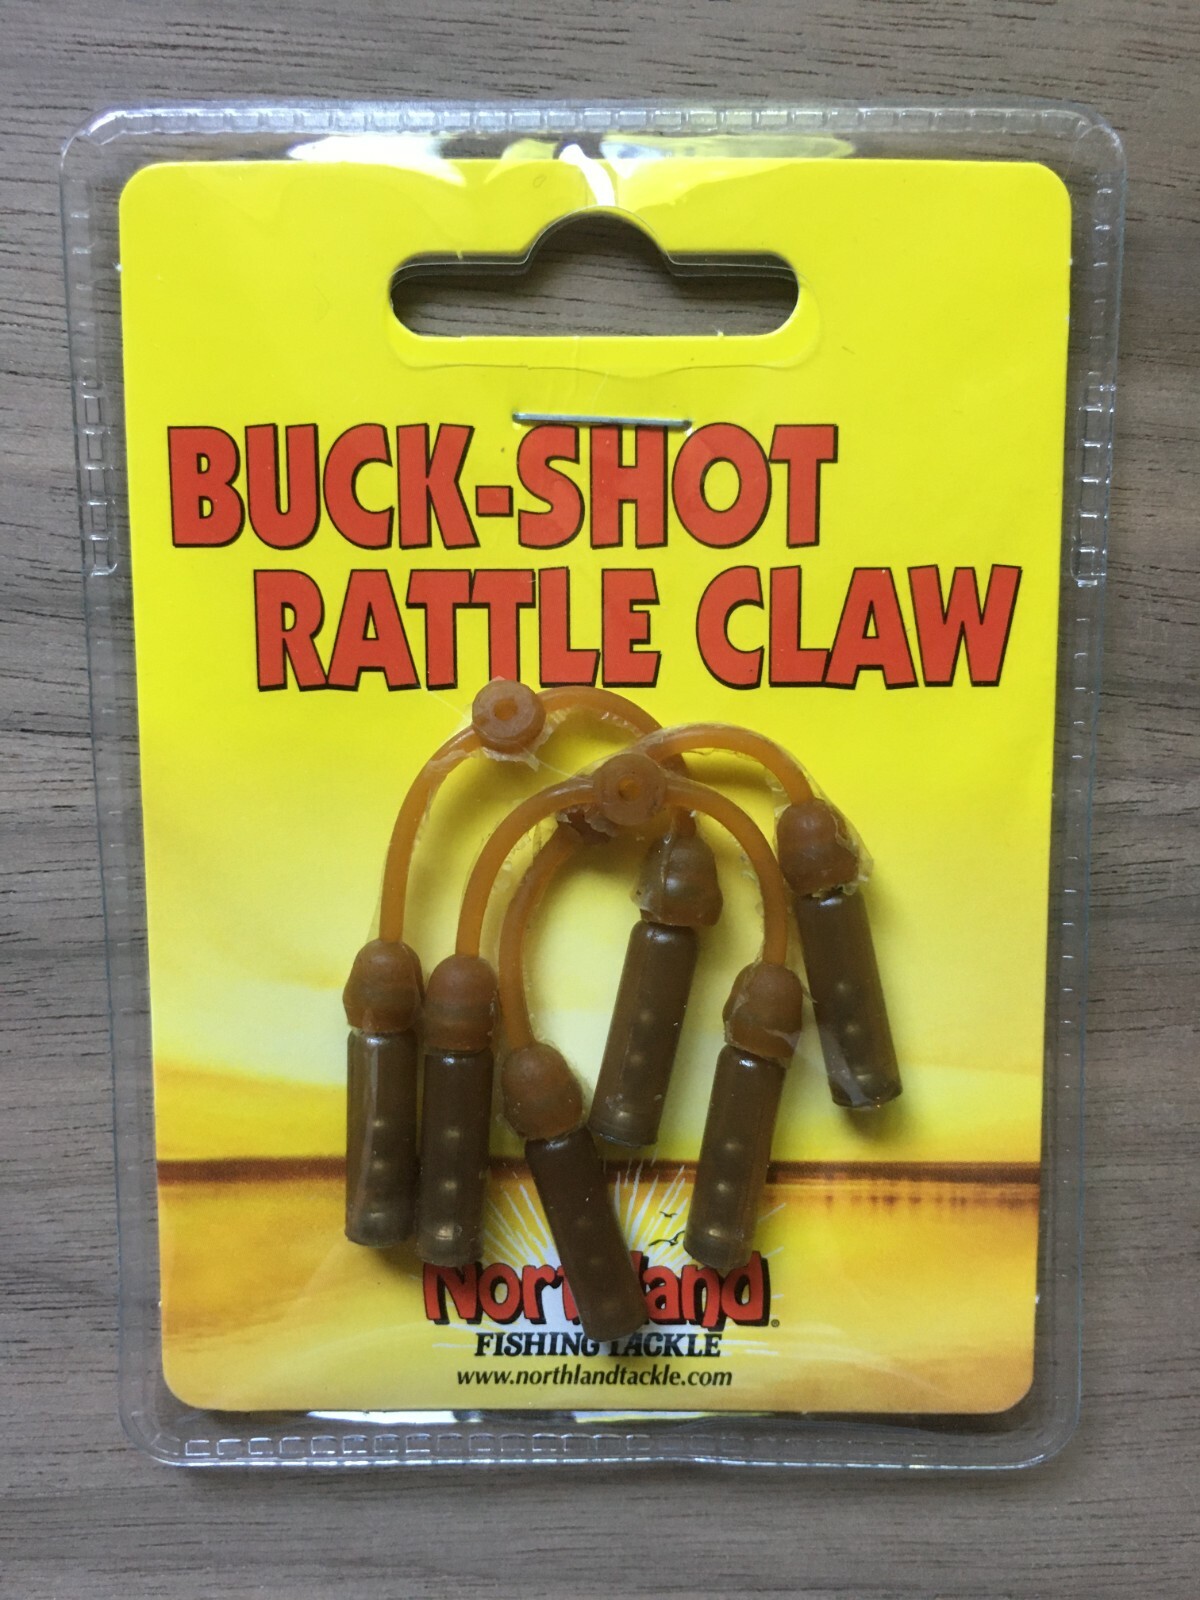 BUCK-SHOT
RATTLE CLAW
Northland®
FISHING TACKLE
www.northlandtackle.com